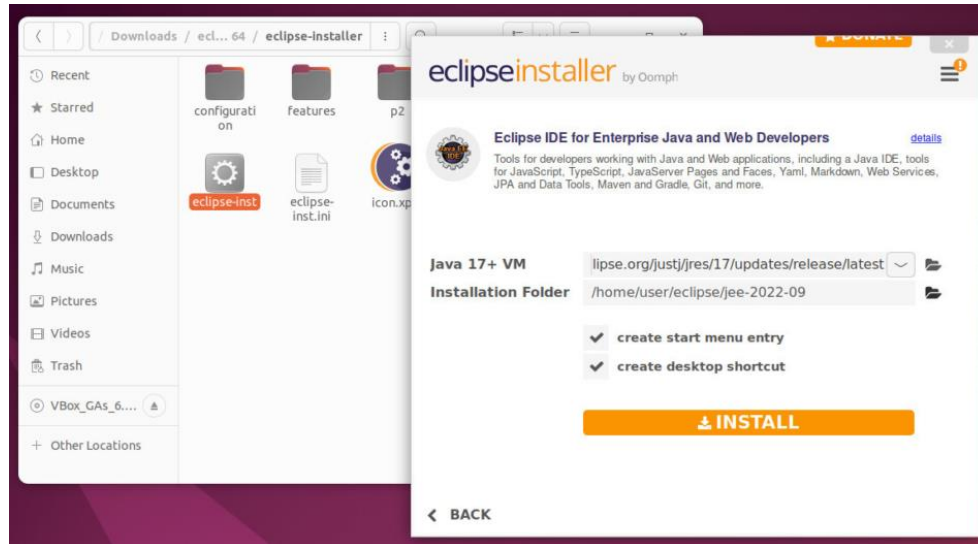 / Downloads / ecl... 64 / eclipse-installer
Recent
Starred
Home
Desktop
Documents
Downloads
Music
Pictures
Videos
Trash
VBox_GAs_6....
+ Other Locations
configurati
on
features
p2
eclipse-inst
eclipse-
inst.ini
icon.xp
DONATE
eclipseinstaller by Oomph
Eclipse IDE for Enterprise Java and Web Developers
details
Tools for developers working with Java and Web applications, including a Java IDE, tools
for JavaScript, TypeScript, JavaServer Pages and Faces, Yaml, Markdown, Web Services,
JPA and Data Tools, Maven and Gradle, Git, and more.
Java 17+ VM
lipse.org/justj/jres/17/updates/release/latest
Installation Folder
/home/user/eclipse/jee-2022-09
create start menu entry
create desktop shortcut
INSTALL
BACK